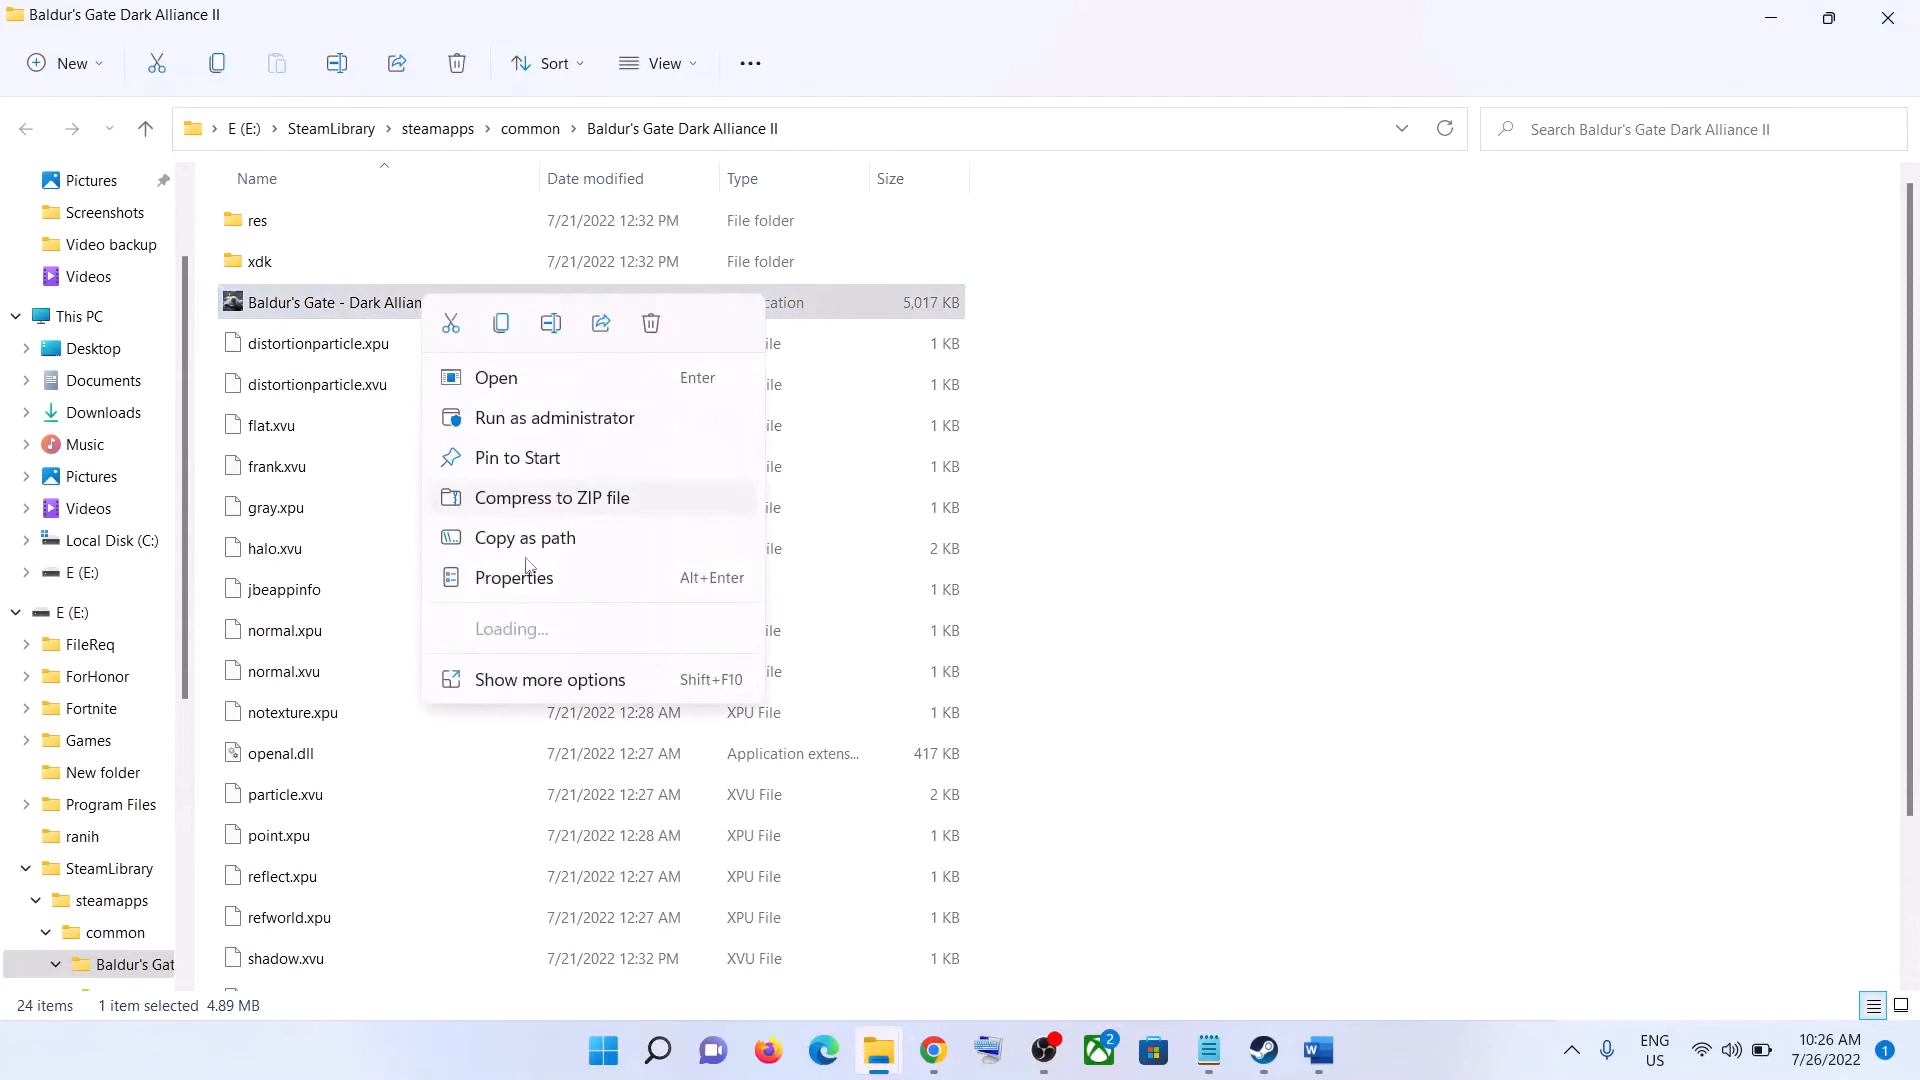 Baldur's Gate Dark Alliance II
New
Sort
View
E (E:) > SteamLibrary > steamapps > common > Baldur's Gate Dark Alliance II
Search Baldur's Gate Dark Alliance II
Pictures
Screenshots
Video backup
Videos
This PC
Desktop
Documents
Downloads
Music
Pictures
Videos
Local Disk (C:)
E (E:)
E (E:)
FileReq
ForHonor
Fortnite
Games
New folder
Program Files
ranih
SteamLibrary
steamapps
common
Baldur's Gat
Name Date modified Type Size
res 7/21/2022 12:32 PM File folder
xdk 7/21/2022 12:32 PM File folder
Baldur's Gate - Dark Allian cation 5,017 KB
distortionparticle.xpu ile 1 KB
distortionparticle.xvu ile 1 KB
flat.xvu ile 1 KB
frank.xvu ile 1 KB
gray.xpu ile 1 KB
halo.xvu ile 2 KB
jbeappinfo 1 KB
normal.xpu ile 1 KB
normal.xvu ile 1 KB
notexture.xpu 7/21/2022 12:28 AM XPU File 1 KB
openal.dll 7/21/2022 12:27 AM Application extens... 417 KB
particle.xvu 7/21/2022 12:27 AM XVU File 2 KB
point.xpu 7/21/2022 12:28 AM XPU File 1 KB
reflect.xpu 7/21/2022 12:27 AM XPU File 1 KB
refworld.xpu 7/21/2022 12:27 AM XPU File 1 KB
shadow.xvu 7/21/2022 12:32 PM XVU File 1 KB
Open Enter
Run as administrator
Pin to Start
Compress to ZIP file
Copy as path
Properties Alt+Enter
Loading...
Show more options Shift+F10
24 items 1 item selected 4.89 MB
2
ENG
US
10:26 AM
7/26/2022
1